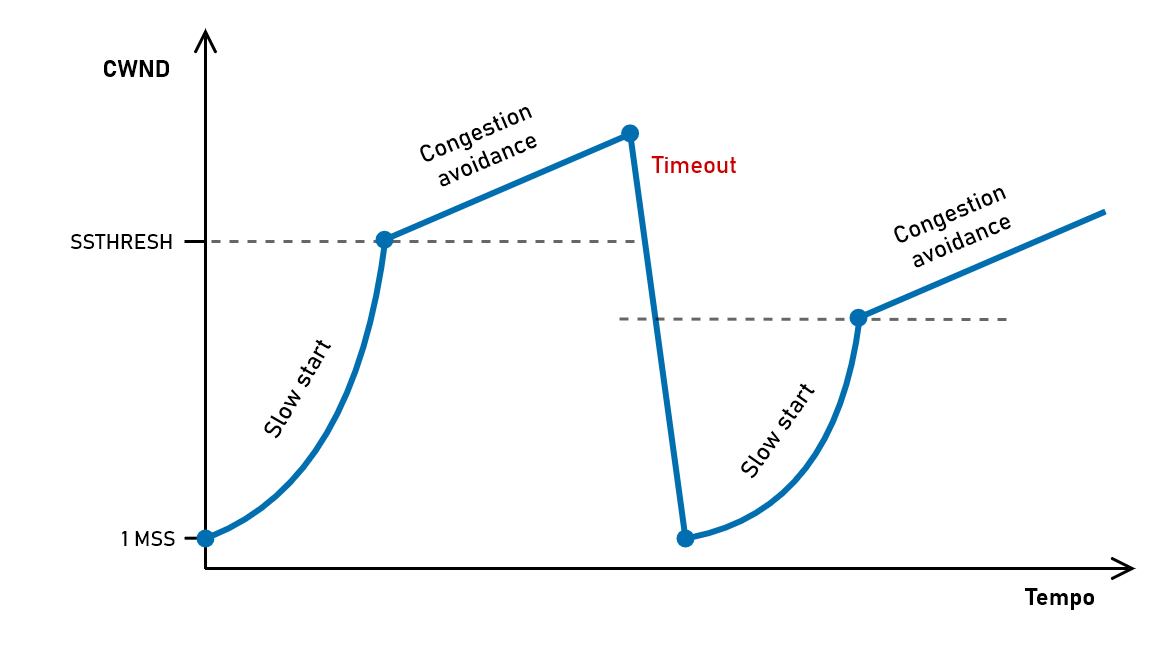 CWND
Congestion
avoidance
Timeout
SSTHRESH
Congestion
avoidance
Slow start
Slow start
1 MSS
Tempo